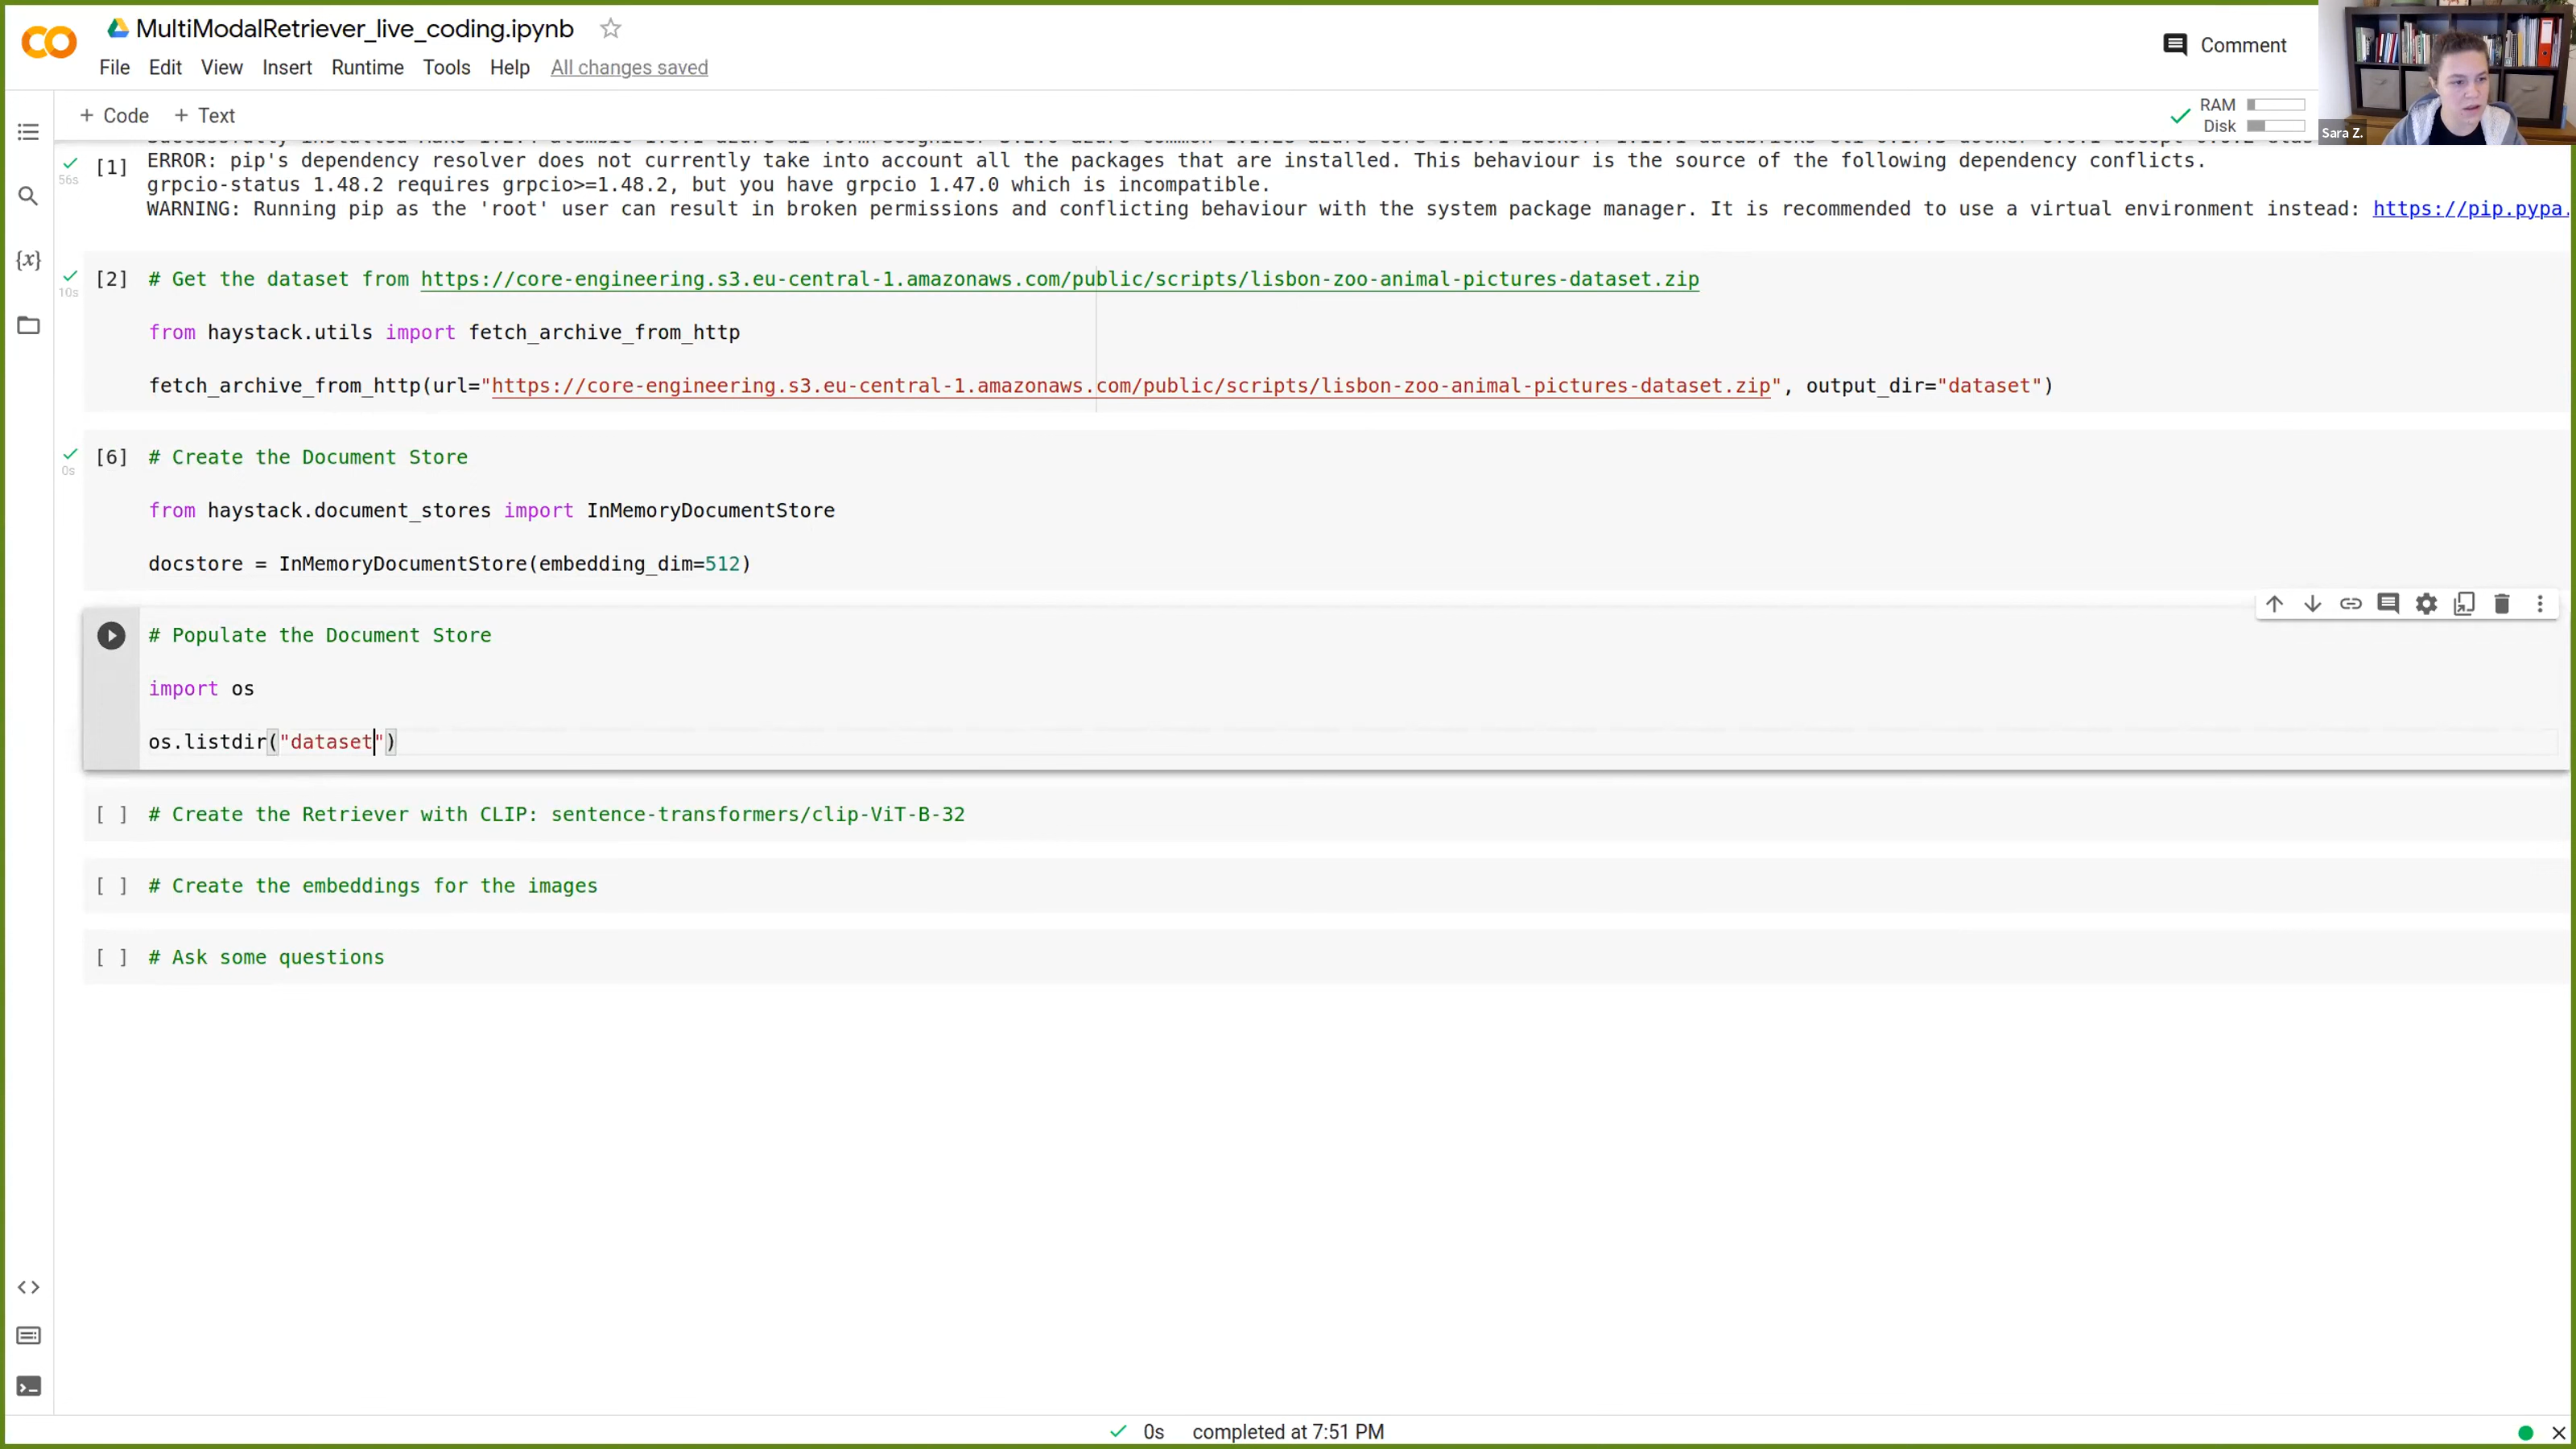 MultiModalRetriever_live_coding.ipynb
Comment
File Edit View Insert Runtime Tools Help All changes saved
+ Code + Text
RAM
Disk
Sara Z.
[1] ERROR: pip's dependency resolver does not currently take into account all the packages that are installed. This behaviour is the source of the following dependency conflicts.
56s
grpcio-status 1.48.2 requires grpcio>=1.48.2, but you have grpcio 1.47.0 which is incompatible.
WARNING: Running pip as the 'root' user can result in broken permissions and conflicting behaviour with the system package manager. It is recommended to use a virtual environment instead: https://pip.pypa.
[2] # Get the dataset from https://core-engineering.s3.eu-central-1.amazonaws.com/public/scripts/lisbon-zoo-animal-pictures-dataset.zip
10s
from haystack.utils import fetch_archive_from_http
fetch_archive_from_http(url="https://core-engineering.s3.eu-central-1.amazonaws.com/public/scripts/lisbon-zoo-animal-pictures-dataset.zip", output_dir="dataset")
[6] # Create the Document Store
0s
from haystack.document_stores import InMemoryDocumentStore
docstore = InMemoryDocumentStore(embedding_dim=512)
# Populate the Document Store
import os
os.listdir("dataset")
[ ] # Create the Retriever with CLIP: sentence-transformers/clip-ViT-B-32
[ ] # Create the embeddings for the images
[ ] # Ask some questions
0s completed at 7:51 PM